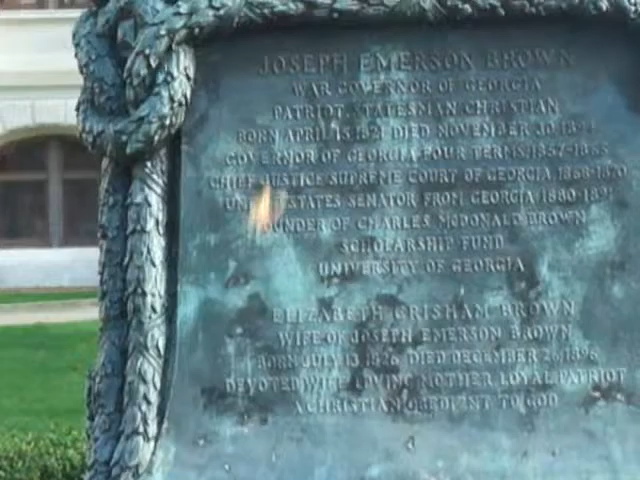 JOSEPH EMERSON BROWN
WAR GOVERNOR OF GEORGIA
PATRIOT STATESMAN CHRISTIAN
BORN APRIL 15 1821 DIED NOVEMBER 30 1894
GOVERNOR OF GEORGIA FOUR TERMS 1857-1865
CHIEF JUSTICE SUPREME COURT OF GEORGIA 1868-1870
UNITED STATES SENATOR FROM GEORGIA 1880-1891
FOUNDER OF CHARLES MCDONALD BROWN
SCHOLARSHIP FUND
UNIVERSITY OF GEORGIA
ELIZABETH GRISHAM BROWN
WIFE OF JOSEPH EMERSON BROWN
BORN JULY 13 1826 DIED DECEMBER 26 1896
DEVOTED WIFE LOVING MOTHER LOYAL PATRIOT
A CHRISTIAN OBEDIENT TO GOD